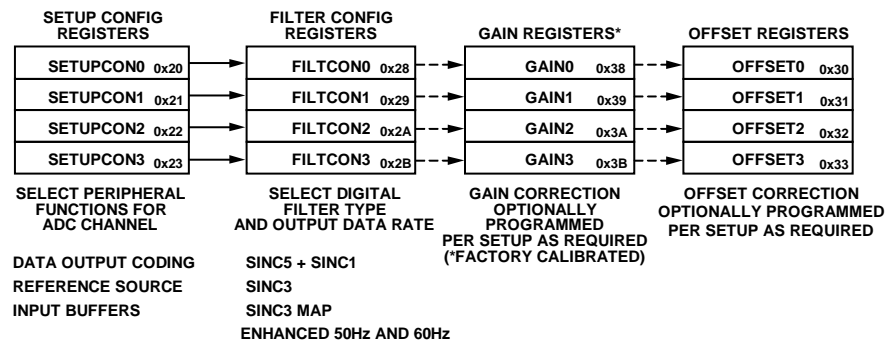 SETUP CONFIG
REGISTERS
SETUPCON0 0x20
SETUPCON1 0x21
SETUPCON2 0x22
SETUPCON3 0x23
SELECT PERIPHERAL
FUNCTIONS FOR
ADC CHANNEL
DATA OUTPUT CODING
REFERENCE SOURCE
INPUT BUFFERS
FILTER CONFIG
REGISTERS
FILTCON0 0x28
FILTCON1 0x29
FILTCON2 0x2A
FILTCON3 0x2B
SELECT DIGITAL
FILTER TYPE
AND OUTPUT DATA RATE
SINC5 + SINC1
SINC3
SINC3 MAP
ENHANCED 50Hz AND 60Hz
GAIN REGISTERS*
GAIN0 0x38
GAIN1 0x39
GAIN2 0x3A
GAIN3 0x3B
GAIN CORRECTION
OPTIONALLY
PROGRAMMED
PER SETUP AS REQUIRED
(*FACTORY CALIBRATED)
OFFSET REGISTERS
OFFSET0 0x30
OFFSET1 0x31
OFFSET2 0x32
OFFSET3 0x33
OFFSET CORRECTION
OPTIONALLY PROGRAMMED
PER SETUP AS REQUIRED